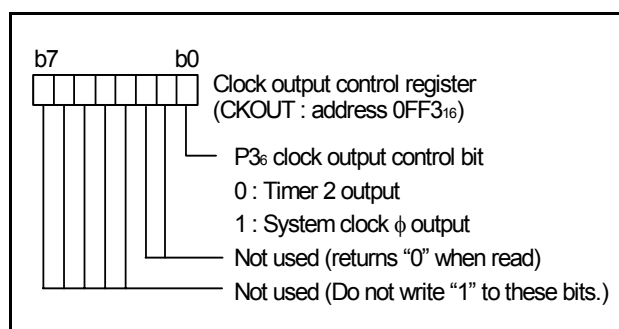 b7 b0
Clock output control register
(CKOUT : address 0FF3₁₆)
P3₆ clock output control bit
0 : Timer 2 output
1 : System clock ϕ output
Not used (returns “0” when read)
Not used (Do not write “1” to these bits.)